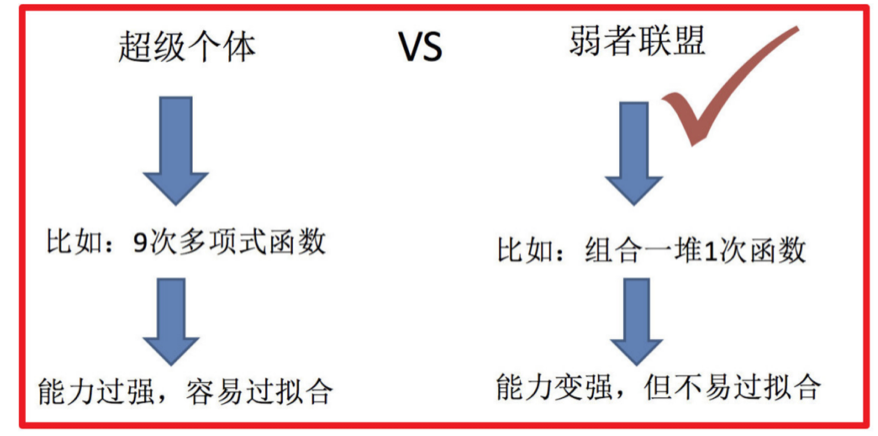 超级个体 VS 弱者联盟
比如：9次多项式函数
比如：组合一堆1次函数
能力过强，容易过拟合
能力变强，但不易过拟合